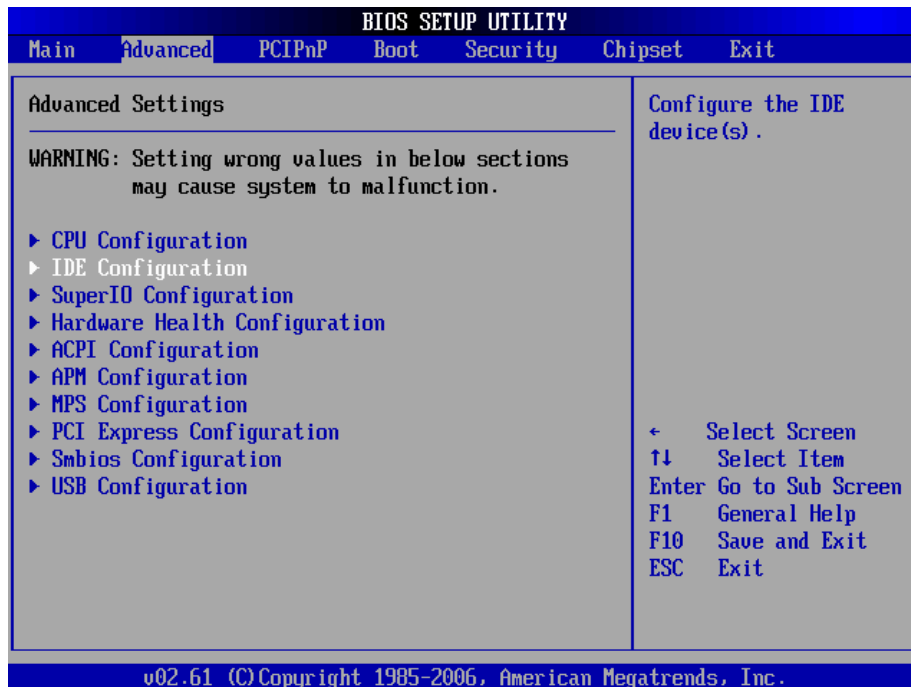 BIOS SETUP UTILITY
Main Advanced PCIPnP Boot Security Chipset Exit
Advanced Settings
WARNING: Setting wrong values in below sections
may cause system to malfunction.
▶ CPU Configuration
▶ IDE Configuration
▶ SuperIO Configuration
▶ Hardware Health Configuration
▶ ACPI Configuration
▶ APM Configuration
▶ MPS Configuration
▶ PCI Express Configuration
▶ Smbios Configuration
▶ USB Configuration
Configure the IDE
device(s).
← Select Screen
↑↓ Select Item
Enter Go to Sub Screen
F1 General Help
F10 Save and Exit
ESC Exit
v02.61 (C)Copyright 1985-2006, American Megatrends, Inc.